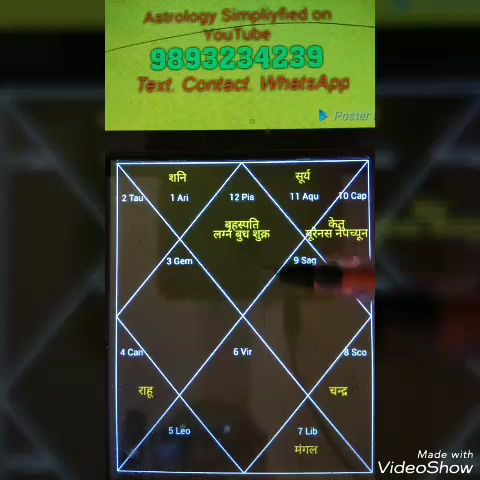 Astrology Simpliyfied on
YouTube
9893234239
Text. Contact. WhatsApp
Poster
शनि
सूर्य
2 Tau
1 Ari
12 Pis
11 Aqu
10 Cap
बृहस्पति
लग्न बुध शुक्र
केतु
यूरेनस नेपच्यून
3 Gem
9 Sag
4 Can
6 Vir
8 Sco
राहू
चन्द्र
5 Leo
7 Lib
मंगल
Made with
VideoShow